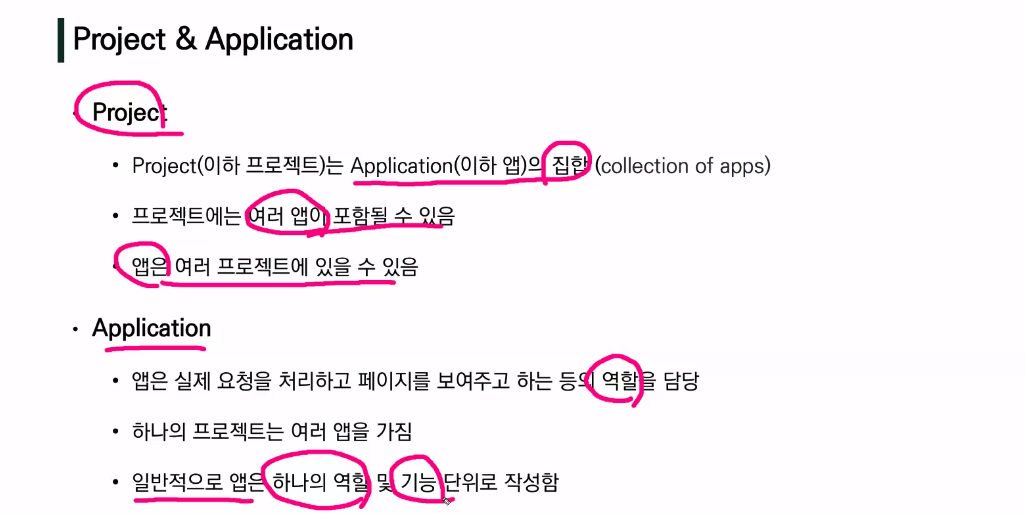 Project & Application
• Project
• Project(이하 프로젝트)는 Application(이하 앱)의 집합 (collection of apps)
• 프로젝트에는 여러 앱이 포함될 수 있음
• 앱은 여러 프로젝트에 있을 수 있음
• Application
• 앱은 실제 요청을 처리하고 페이지를 보여주고 하는 등의 역할을 담당
• 하나의 프로젝트는 여러 앱을 가짐
• 일반적으로 앱은 하나의 역할 및 기능 단위로 작성함